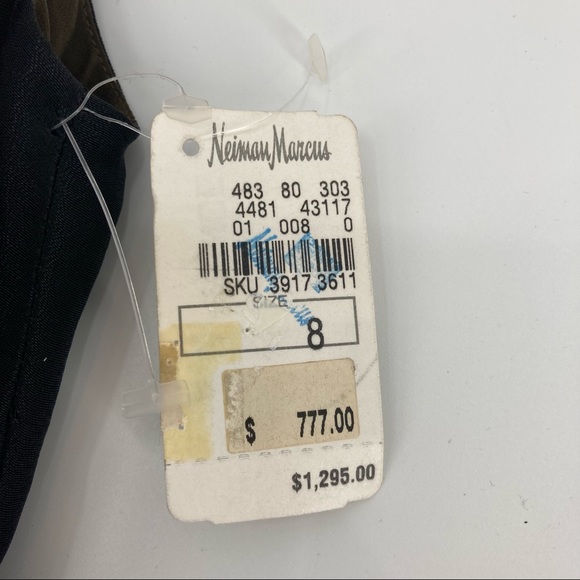 Neiman Marcus
483 80 303
4481 43117
01 008 0
SKU 3917 3611
SIZE
8
$ 777.00
$1,295.00